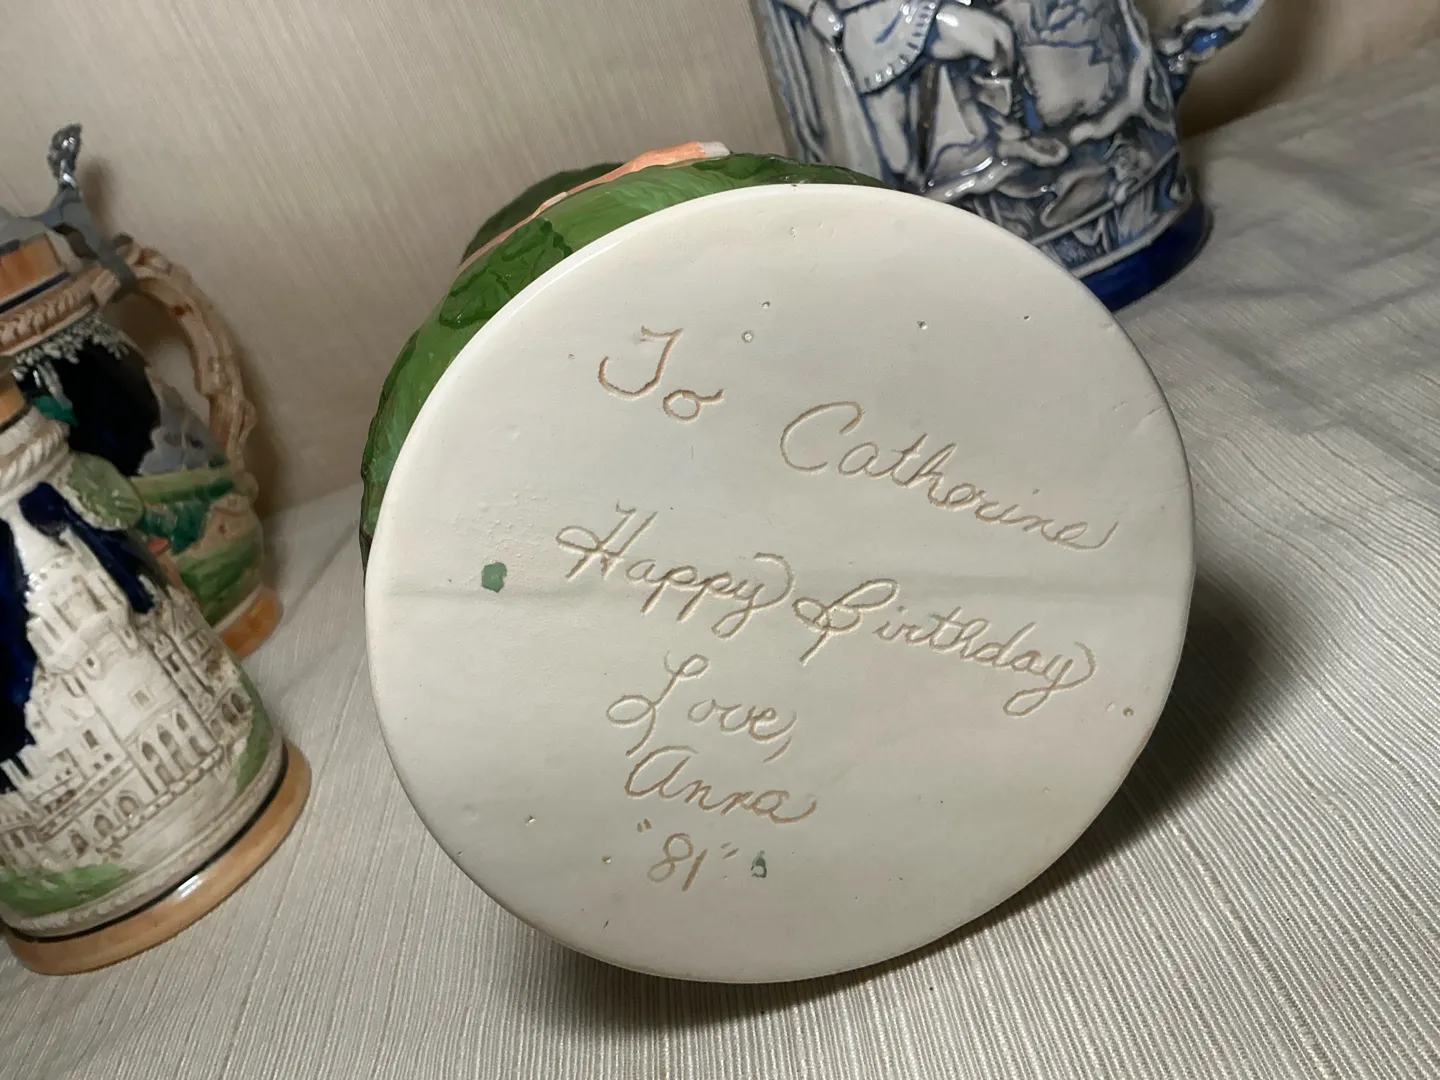 To Catherine
Happy Birthday
Love,
Anna
"81"